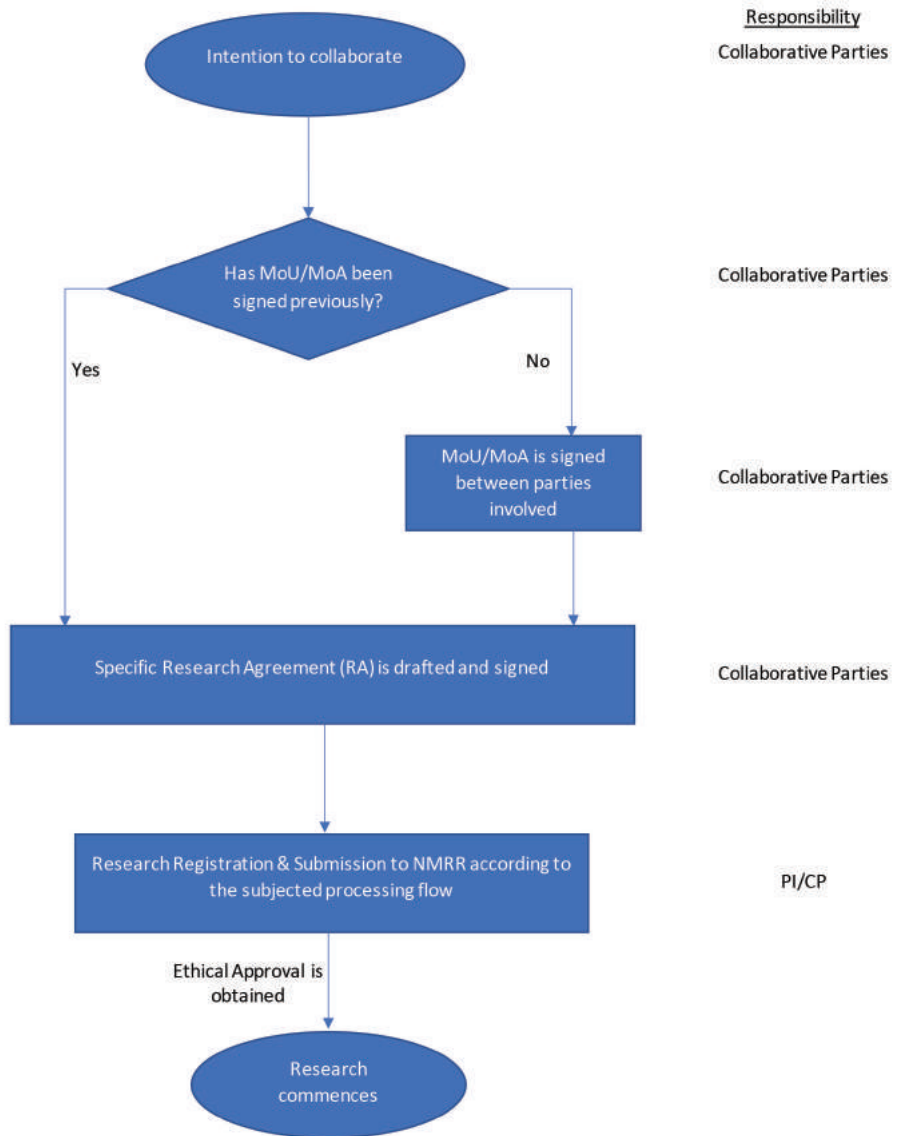 Responsibility
Intention to collaborate
Collaborative Parties
Has MoU/MoA been
signed previously?
Collaborative Parties
Yes
No
MoU/MoA is signed
between parties
involved
Collaborative Parties
Specific Research Agreement (RA) is drafted and signed
Collaborative Parties
Research Registration & Submission to NMRR according to
the subjected processing flow
PI/CP
Ethical Approval is
obtained
Research
commences